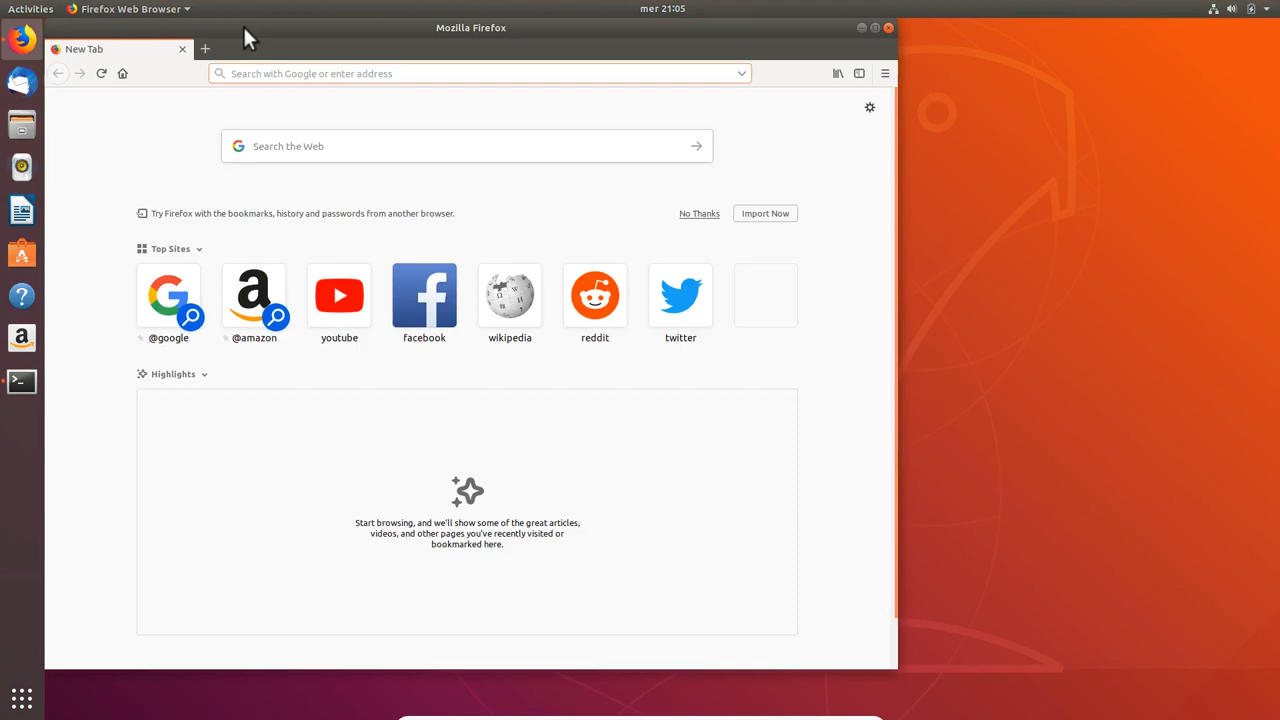 Activities
Firefox Web Browser
mer 21:05
Mozilla Firefox
New Tab
Search with Google or enter address
Search the Web
Try Firefox with the bookmarks, history and passwords from another browser.
No Thanks
Import Now
Top Sites
@google
@amazon
youtube
facebook
wikipedia
reddit
twitter
Highlights
Start browsing, and we'll show some of the great articles,
videos, and other pages you've recently visited or
bookmarked here.